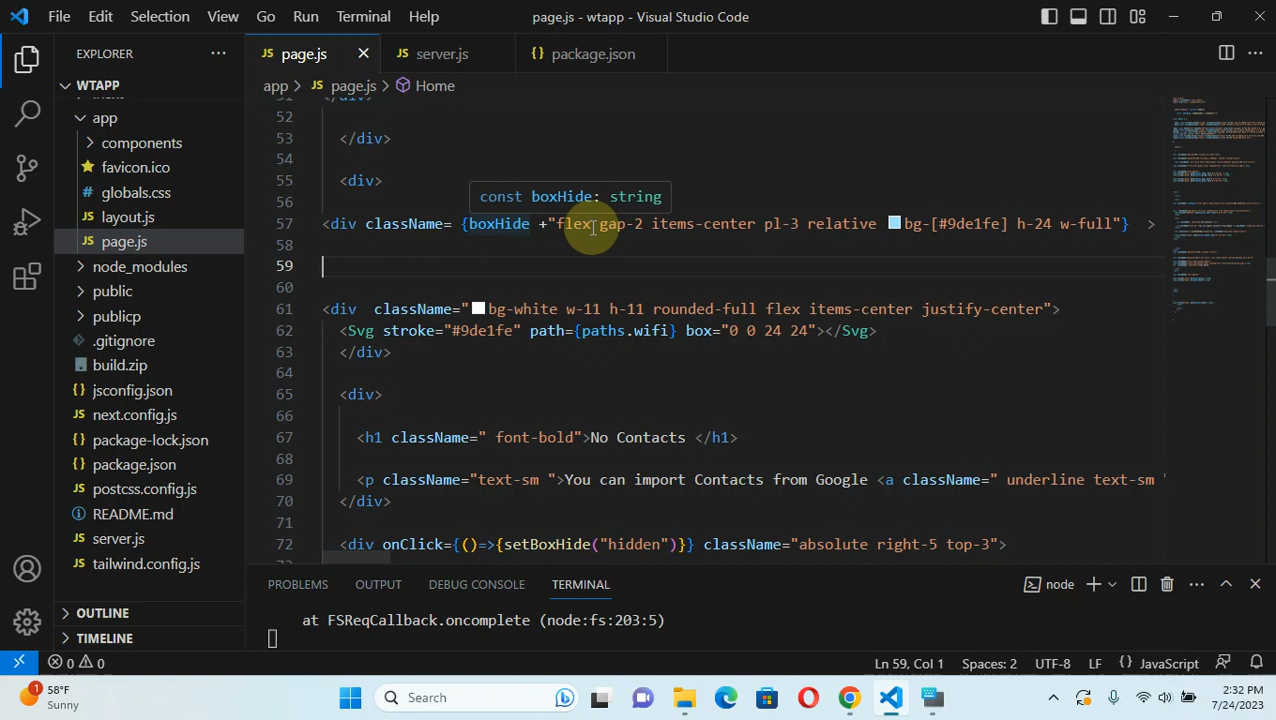 File Edit Selection View Go Run Terminal Help
page.js - wtapp - Visual Studio Code
EXPLORER
page.js
server.js
package.json
WTAPP
app > page.js > Home
app
components
favicon.ico
globals.css
layout.js
page.js
node_modules
public
publicp
.gitignore
build.zip
jsconfig.json
next.config.js
package-lock.json
package.json
postcss.config.js
README.md
server.js
tailwind.config.js
OUTLINE
TIMELINE
51 </div>
52
53 </div>
54
55 <div>
56
const boxHide: string
57 <div className= {boxHide +"flex gap-2 items-center pl-3 relative bg-[#9de1fe] h-24 w-full"} >
58
59
60
61 <div className="bg-white w-11 h-11 rounded-full flex items-center justify-center">
62 <Svg stroke="#9de1fe" path={paths.wifi} box="0 0 24 24"></Svg>
63 </div>
64
65 <div>
66
67 <h1 className=" font-bold">No Contacts </h1>
68
69 <p className="text-sm ">You can import Contacts from Google <a className=" underline text-sm "
70 </div>
71
72 <div onClick={()=>{setBoxHide("hidden")}} className="absolute right-5 top-3">
PROBLEMS OUTPUT DEBUG CONSOLE TERMINAL
node
at FSReqCallback.oncomplete (node:fs:203:5)
0 0
Ln 59, Col 1 Spaces: 2 UTF-8 LF {} JavaScript
1
58°F
Sunny
Search
2:32 PM
7/24/2023